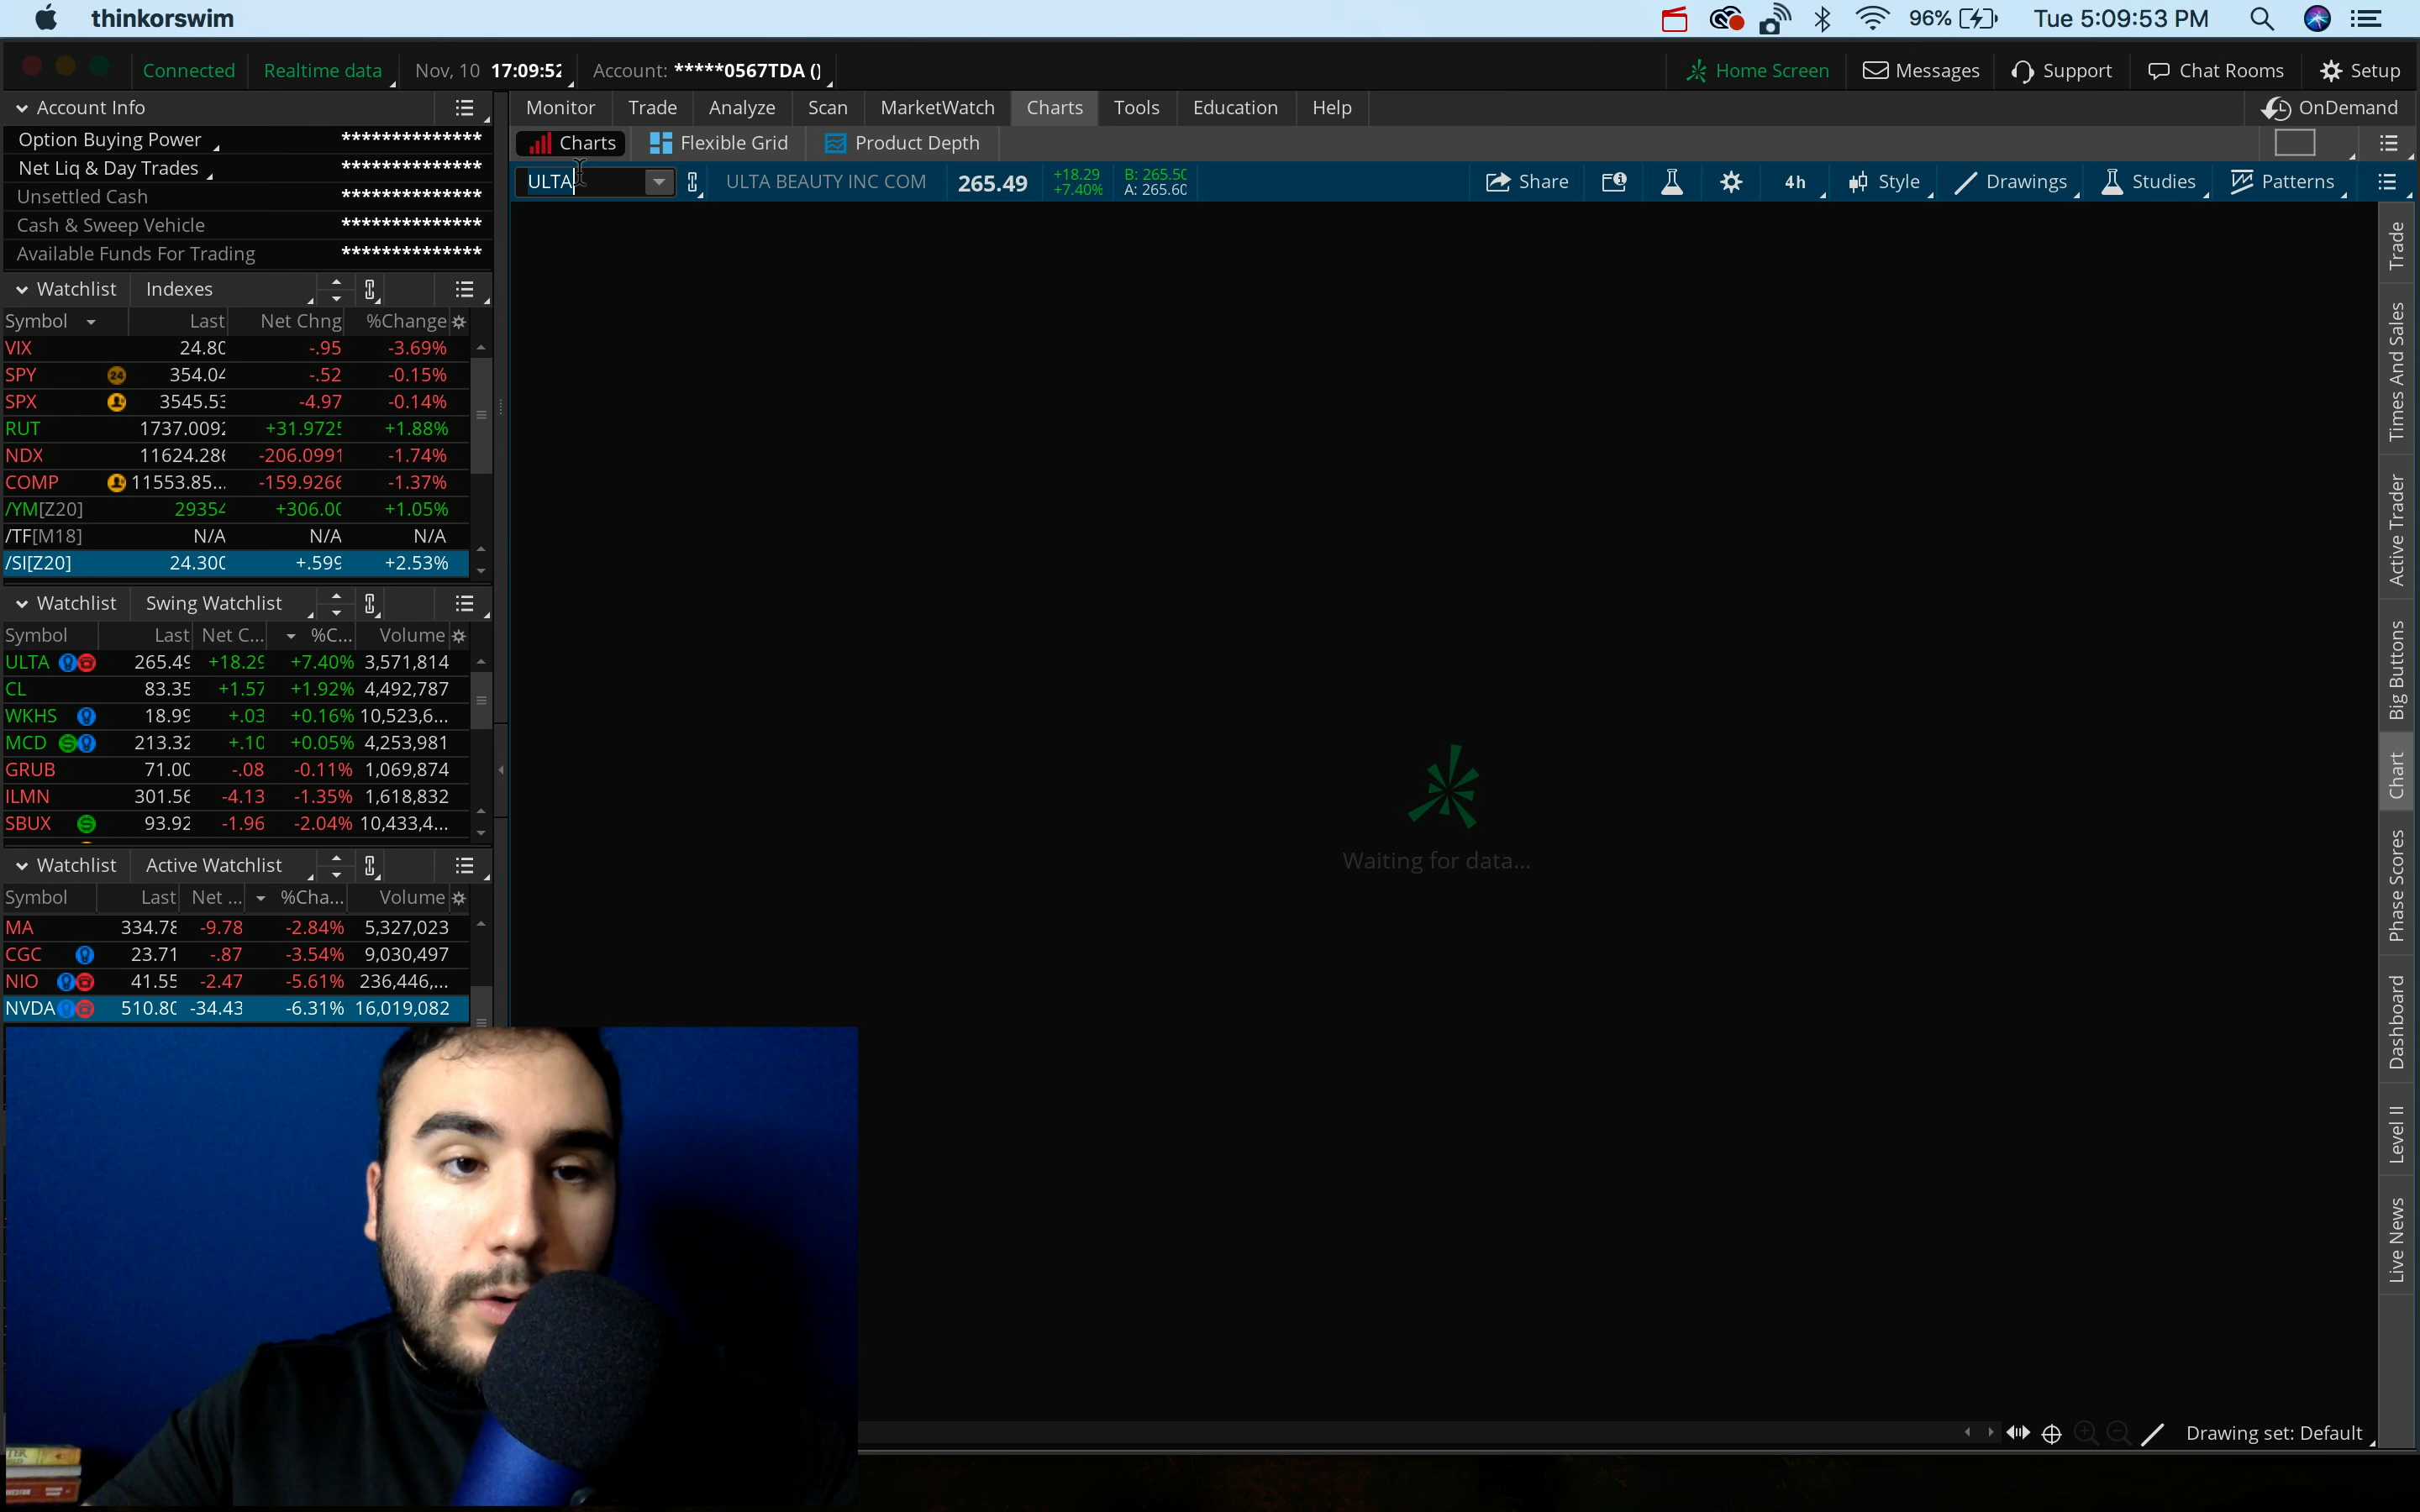 thinkorswim
96%
Tue 5:09:53 PM
Connected
Realtime data
Nov, 10 17:09:52
Account: *****0567TDA ()
Home Screen
Messages
Support
Chat Rooms
Setup
Account Info
Option Buying Power **************
Net Liq & Day Trades **************
Unsettled Cash **************
Cash & Sweep Vehicle **************
Available Funds For Trading **************
Watchlist Indexes
Symbol Last Net Chng %Change
VIX 24.80 -.95 -3.69%
SPY 24 354.04 -.52 -0.15%
SPX 3545.53 -4.97 -0.14%
RUT 1737.0092 +31.9725 +1.88%
NDX 11624.286 -206.0991 -1.74%
COMP 11553.85... -159.9266 -1.37%
/YM[Z20] 29354 +306.00 +1.05%
/TF[M18] N/A N/A N/A
/SI[Z20] 24.300 +.599 +2.53%
Watchlist Swing Watchlist
Symbol Last Net C... %C... Volume
ULTA 265.49 +18.29 +7.40% 3,571,814
CL 83.35 +1.57 +1.92% 4,492,787
WKHS 18.99 +.03 +0.16% 10,523,6...
MCD 213.32 +.10 +0.05% 4,253,981
GRUB 71.00 -.08 -0.11% 1,069,874
ILMN 301.56 -4.13 -1.35% 1,618,832
SBUX 93.92 -1.96 -2.04% 10,433,4...
Watchlist Active Watchlist
Symbol Last Net ... %Cha... Volume
MA 334.78 -9.78 -2.84% 5,327,023
CGC 23.71 -.87 -3.54% 9,030,497
NIO 41.55 -2.47 -5.61% 236,446,...
NVDA 510.80 -34.43 -6.31% 16,019,082
Monitor Trade Analyze Scan MarketWatch Charts Tools Education Help
OnDemand
Charts Flexible Grid Product Depth
ULTA
ULTA BEAUTY INC COM
265.49
+18.29
+7.40%
B: 265.50
A: 265.60
Share
4h
Style
Drawings
Studies
Patterns
Waiting for data...
Trade
Times And Sales
Active Trader
Big Buttons
Chart
Phase Scores
Dashboard
Level II
Live News
Drawing set: Default